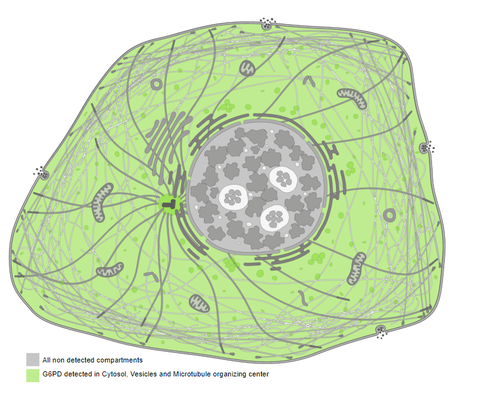 All non detected compartments
G6PD detected in Cytosol, Vesicles and Microtubule organizing center